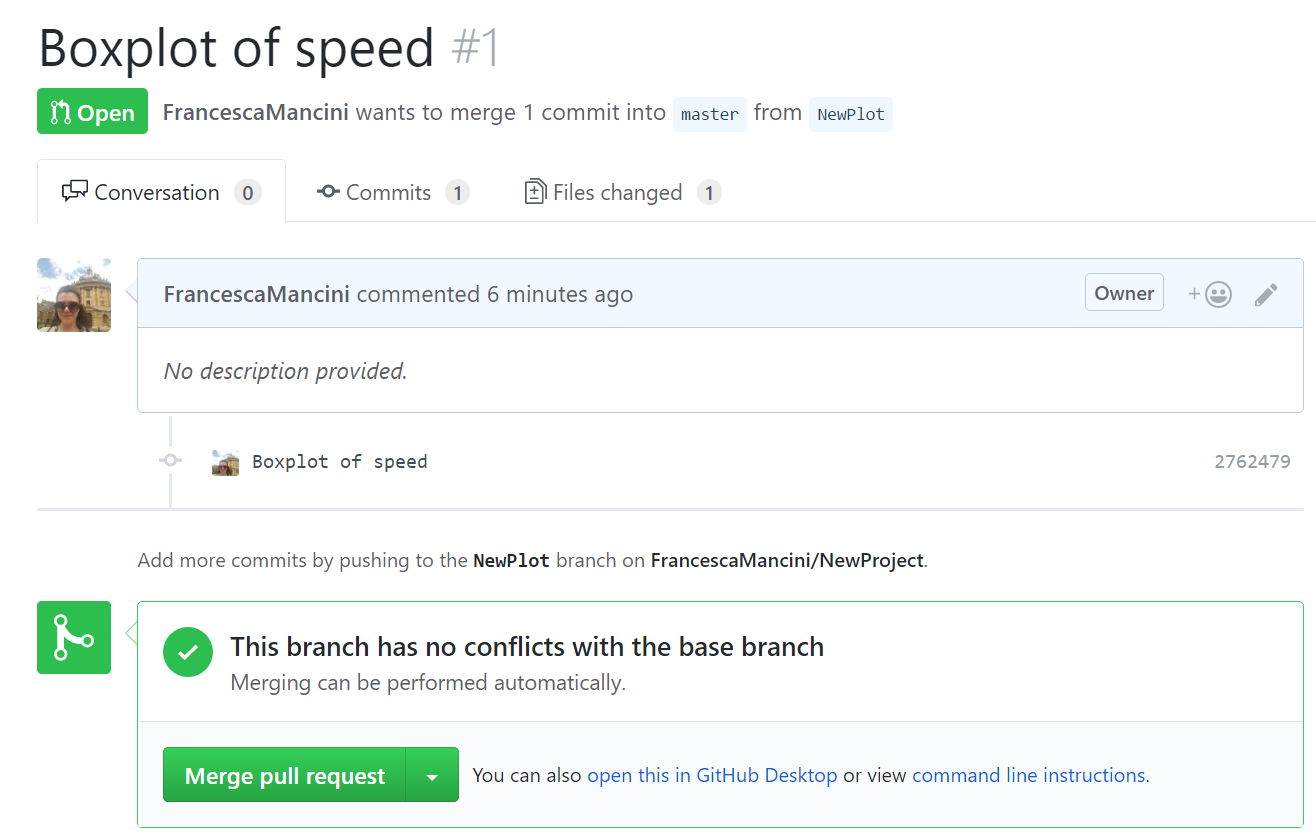 Boxplot of speed #1
Open FrancescaMancini wants to merge 1 commit into master from NewPlot
Conversation 0 Commits 1 Files changed 1
FrancescaMancini commented 6 minutes ago Owner +
No description provided.
Boxplot of speed 2762479
Add more commits by pushing to the NewPlot branch on FrancescaMancini/NewProject.
This branch has no conflicts with the base branch
Merging can be performed automatically.
Merge pull request You can also open this in GitHub Desktop or view command line instructions.